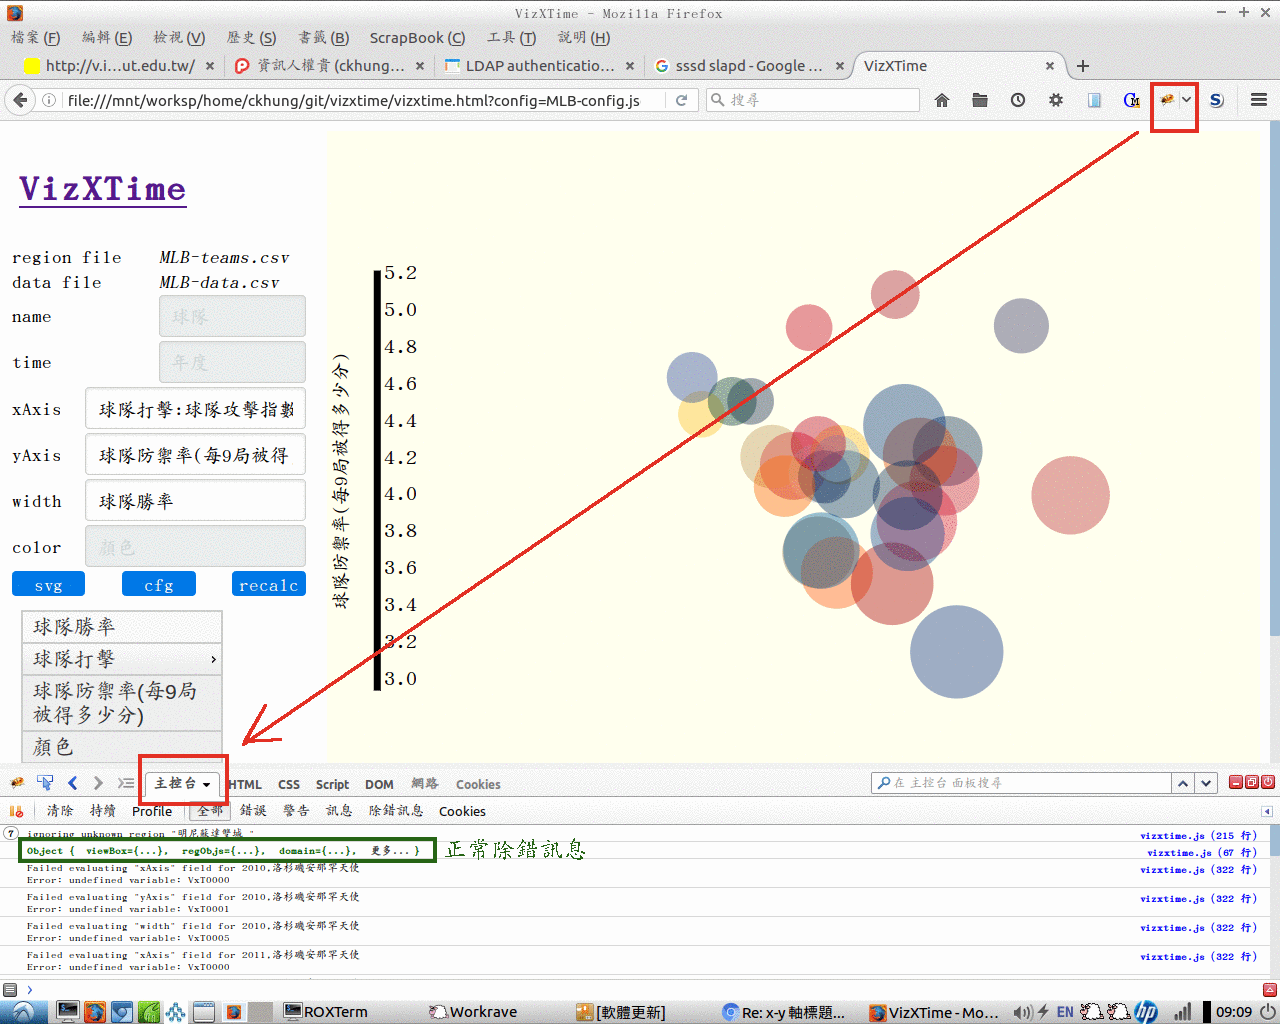 VizXTime - Mozilla Firefox
檔案 (F) 編輯 (E) 檢視 (V) 歷史 (S) 書籤 (B) ScrapBook (C) 工具 (T) 說明 (H)
http://v.i...ut.edu.tw/ 資訊人權貴 (ckhung... LDAP authenticatio... sssd slapd - Google ... VizXTime
file:///mnt/worksp/home/ckhung/git/vizxtime/vizxtime.html?config=MLB-config.js 搜尋
VizXTime
region file MLB-teams.csv
data file MLB-data.csv
name 球隊
time 年度
xAxis 球隊打擊:球隊攻擊指數
yAxis 球隊防禦率(每9局被得
width 球隊勝率
color 顏色
svg cfg recalc
球隊勝率
球隊打擊
球隊防禦率(每9局
被得多少分)
顏色
球隊防禦率(每9局被得多少分)
5.2
5.0
4.8
4.6
4.4
4.2
4.0
3.8
3.6
3.4
3.2
3.0
主控台 HTML CSS Script DOM 網路 Cookies 在 主控台 面板搜尋
清除 持續 Profile 全部 錯誤 警告 訊息 除錯訊息 Cookies
7 ignoring unknown region "明尼蘇達雙城 " vizxtime.js (215 行)
Object { viewBox={...}, regObjs={...}, domain={...}, 更多... } 正常除錯訊息 vizxtime.js (67 行)
Failed evaluating "xAxis" field for 2010,洛杉磯安那罕天使 vizxtime.js (322 行)
Error: undefined variable: VxT0000
Failed evaluating "yAxis" field for 2010,洛杉磯安那罕天使 vizxtime.js (322 行)
Error: undefined variable: VxT0001
Failed evaluating "width" field for 2010,洛杉磯安那罕天使 vizxtime.js (322 行)
Error: undefined variable: VxT0005
Failed evaluating "xAxis" field for 2011,洛杉磯安那罕天使 vizxtime.js (322 行)
Error: undefined variable: VxT0000
ROXTerm Workrave [軟體更新] Re: x-y 軸標題... VizXTime - Mo... EN 09:09